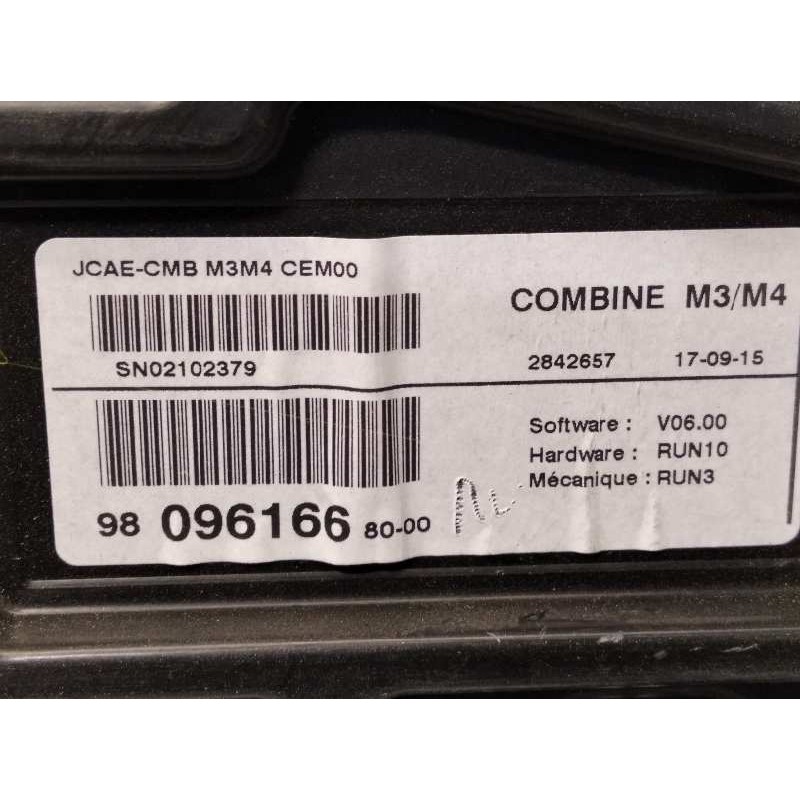 JCAE-CMB M3M4 CEM00
COMBINE M3/M4
SN02102379
2842657 17-09-15
Software : V06.00
Hardware : RUN10
Mécanique : RUN3
98 096166 80-00